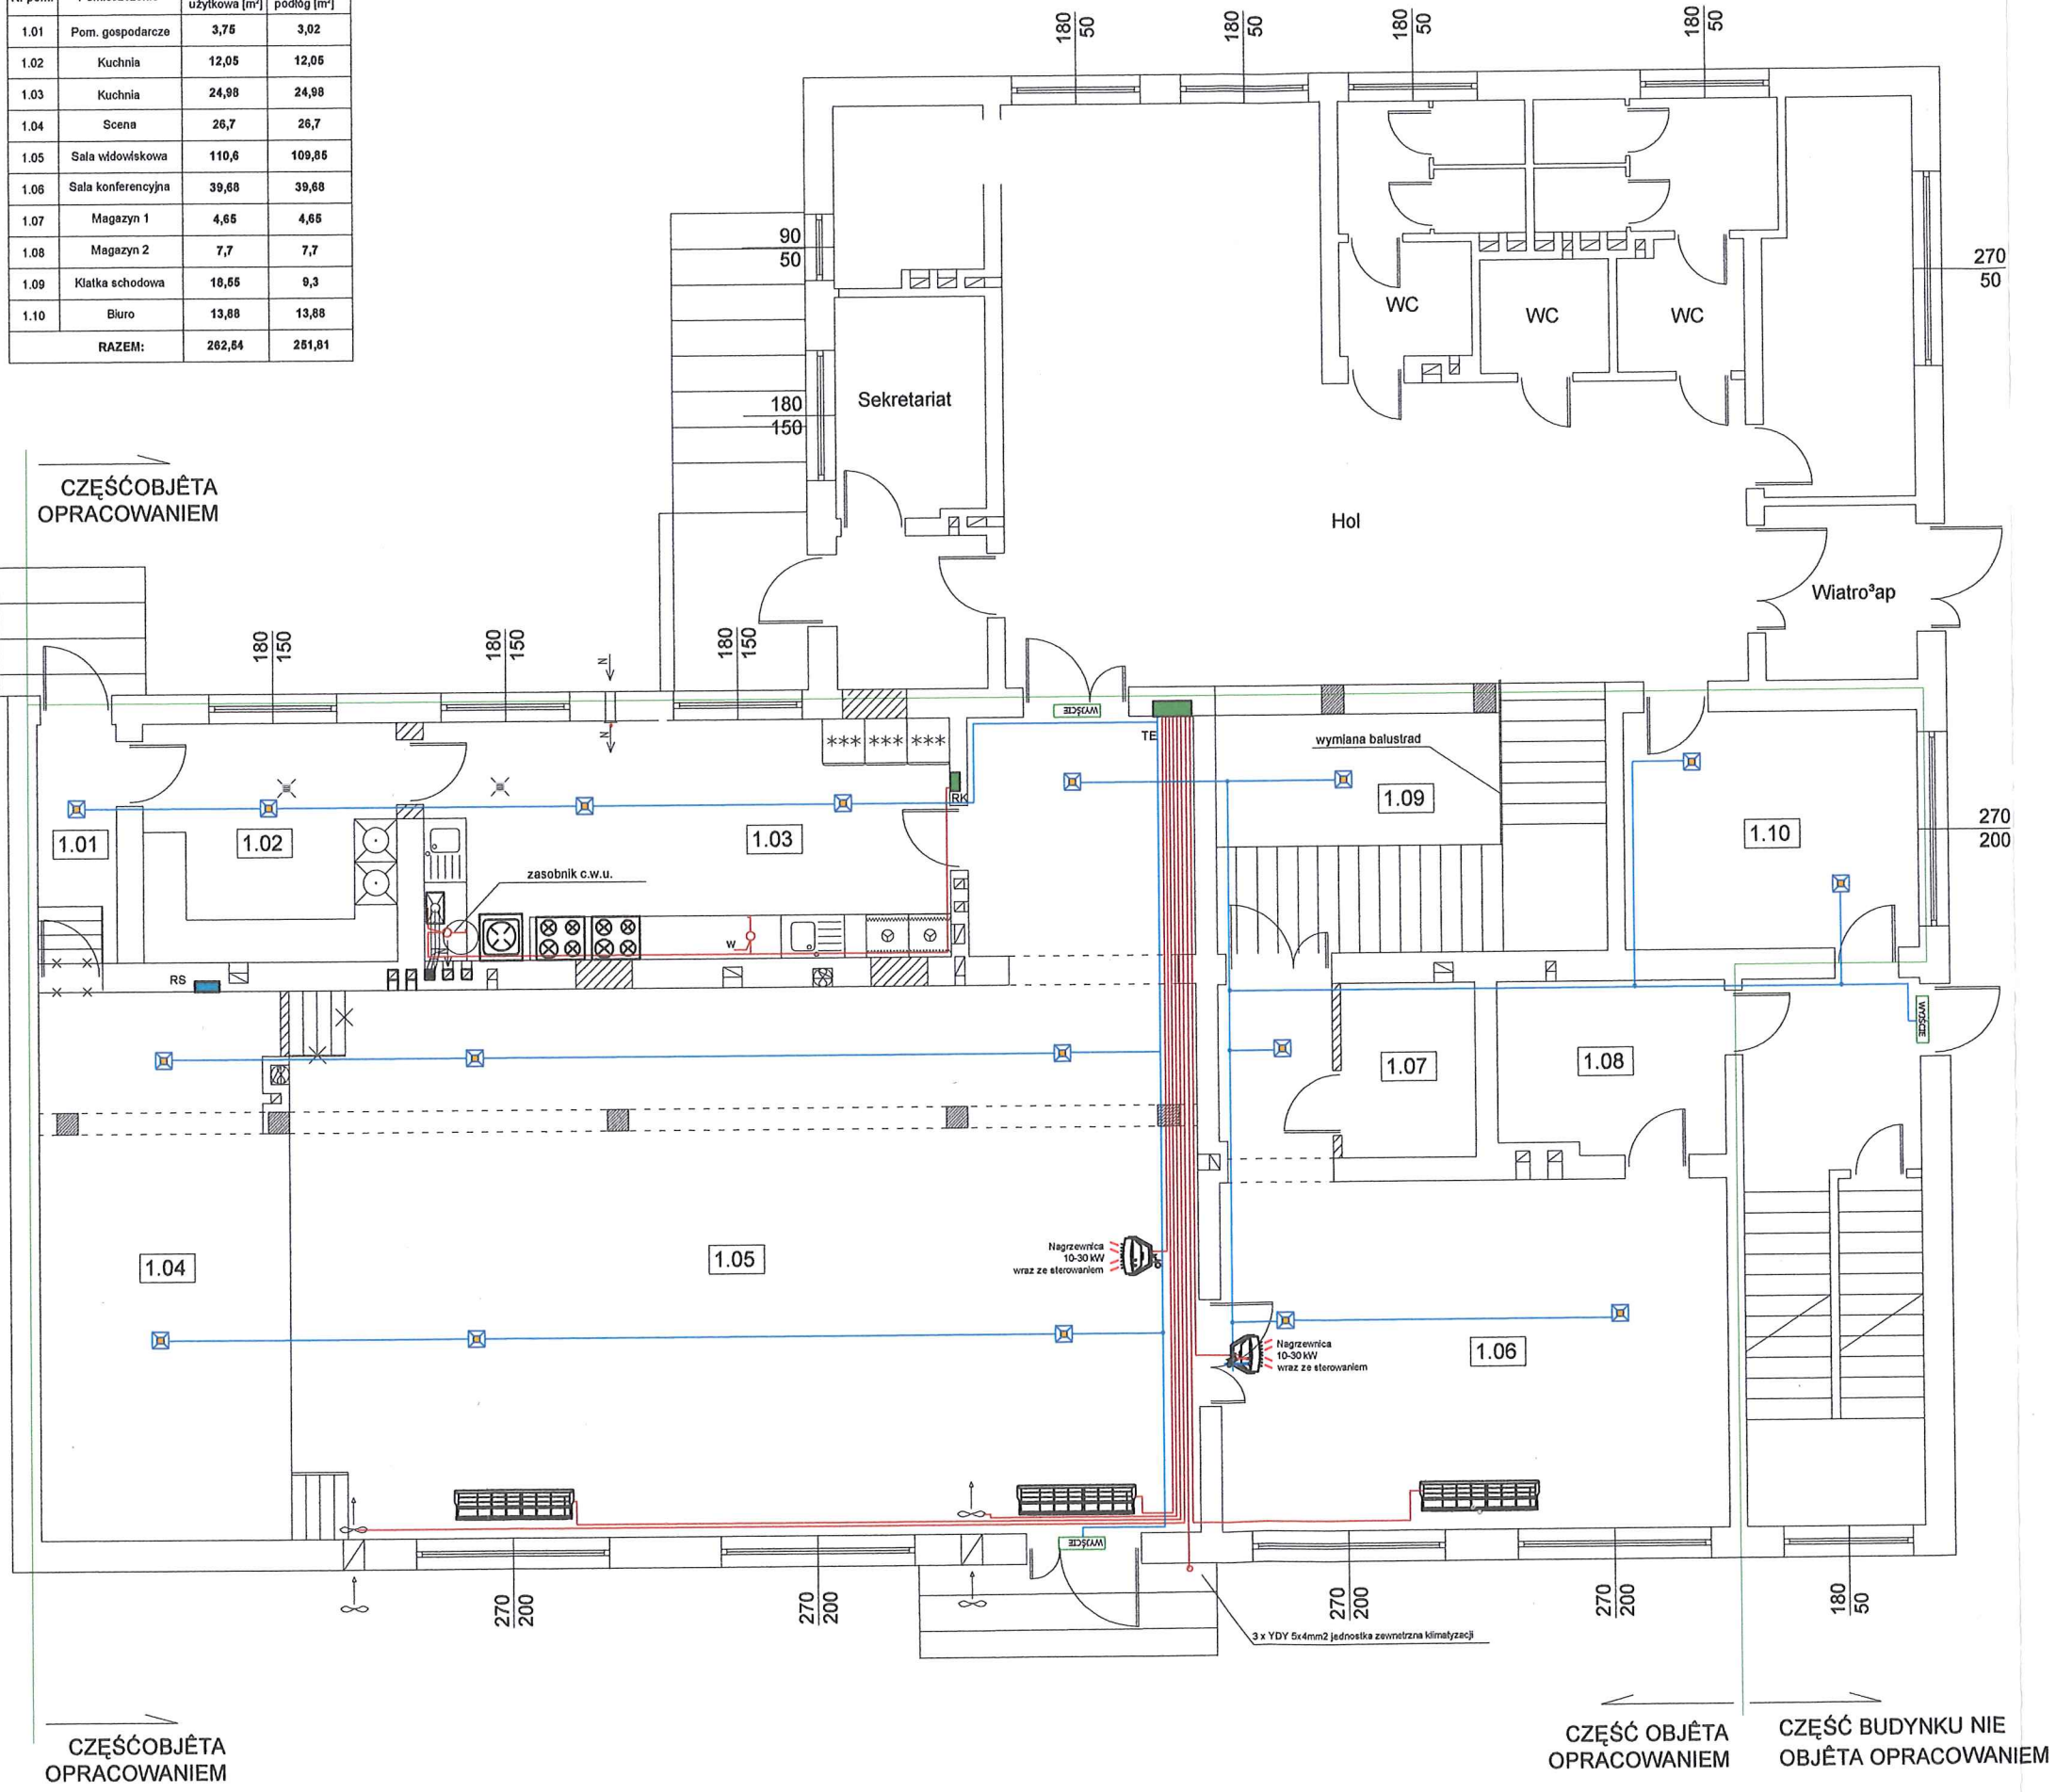 użytkowa [m²] podłóg [m²]
1.01 Pom. gospodarcze 3,75 3,02
1.02 Kuchnia 12,05 12,05
1.03 Kuchnia 24,98 24,98
1.04 Scena 26,7 26,7
1.05 Sala widowiskowa 110,6 109,85
1.06 Sala konferencyjna 39,68 39,68
1.07 Magazyn 1 4,65 4,65
1.08 Magazyn 2 7,7 7,7
1.09 Klatka schodowa 18,55 9,3
1.10 Biuro 13,88 13,88
RAZEM: 262,54 251,81
180
50
180
50
180
50
180
50
90
50
270
50
WC
WC
WC
180
150
Sekretariat
CZĘŚĆOBJÊTA
OPRACOWANIEM
Hol
Wiatro³ap
180
150
180
150
180
150
N
N
WYJŚCIE
TE
wymiana balustrad
*** *** ***
RK
1.09
1.01
1.02
1.03
1.10
270
200
zasobnik c.w.u.
W
RS
WYJŚCIE
1.07
1.08
1.04
1.05
Nagrzewnica
10-30 kW
wraz ze sterowaniem
Nagrzewnica
10-30 kW
wraz ze sterowaniem
1.06
WYJŚCIE
270
200
270
200
270
200
270
200
180
50
3 x YDY 5x4mm2 jednostka zewnetrzna klimatyzacji
CZĘŚĆOBJÊTA
OPRACOWANIEM
CZĘŚĆ OBJÊTA
OPRACOWANIEM
CZĘŚĆ BUDYNKU NIE
OBJÊTA OPRACOWANIEM